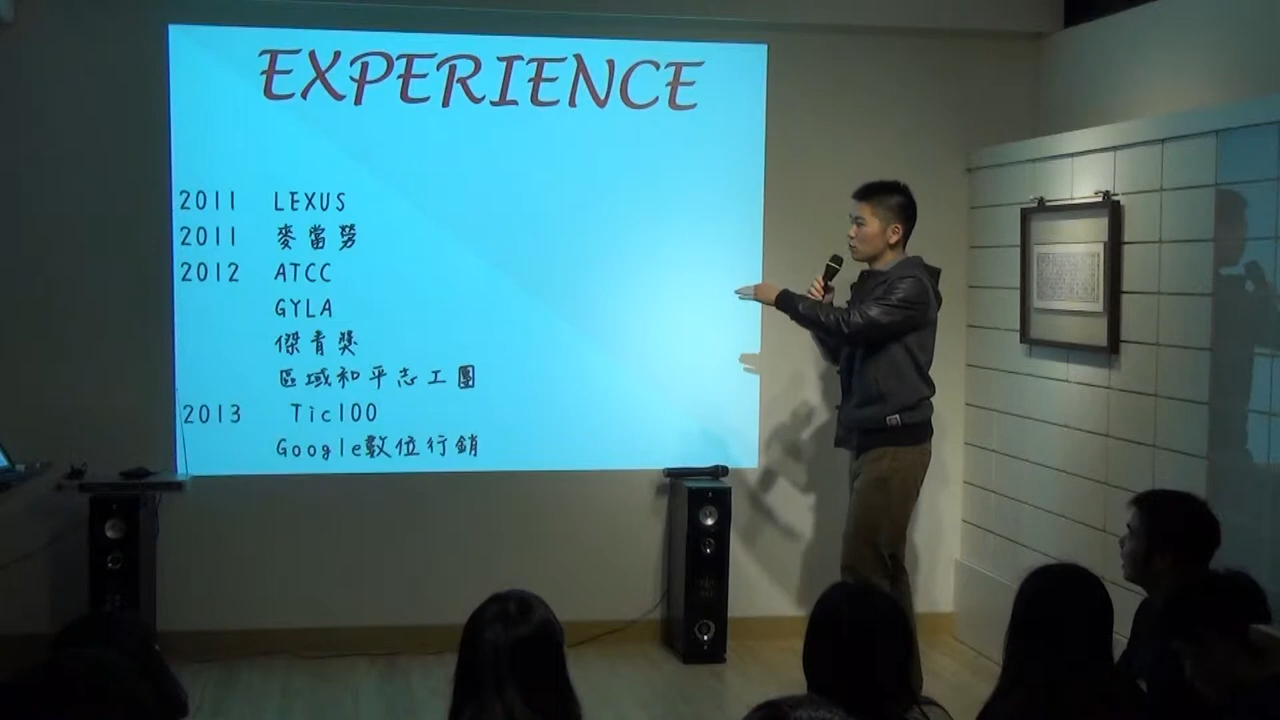 EXPERIENCE
2011 LEXUS
2011 麥當勞
2012 ATCC
GYLA
傑青獎
區域和平志工團
2013 Tic100
Google數位行銷